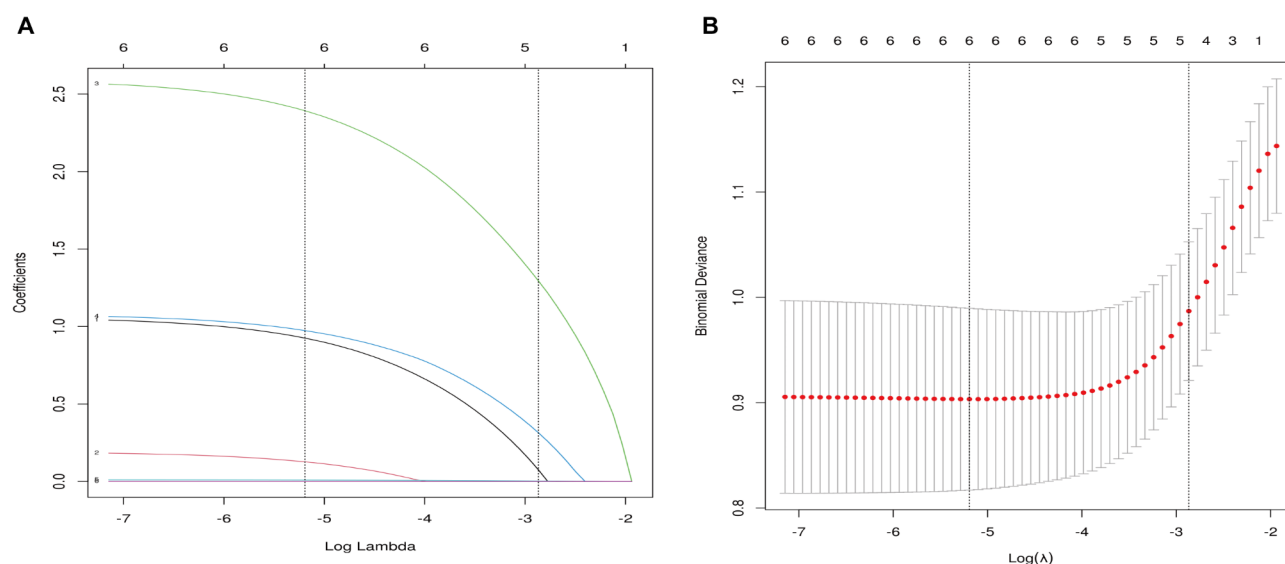 A
6 6 6 6 5 1
3
4
1
2
Coefficients
2.5
2.0
1.5
1.0
0.5
0.0
-7 -6 -5 -4 -3 -2
Log Lambda
B
6 6 6 6 6 6 6 6 6 6 6 6 5 5 5 5 4 3 1
Binomial Deviance
1.2
1.1
1.0
0.9
0.8
-7 -6 -5 -4 -3 -2
Log(λ)